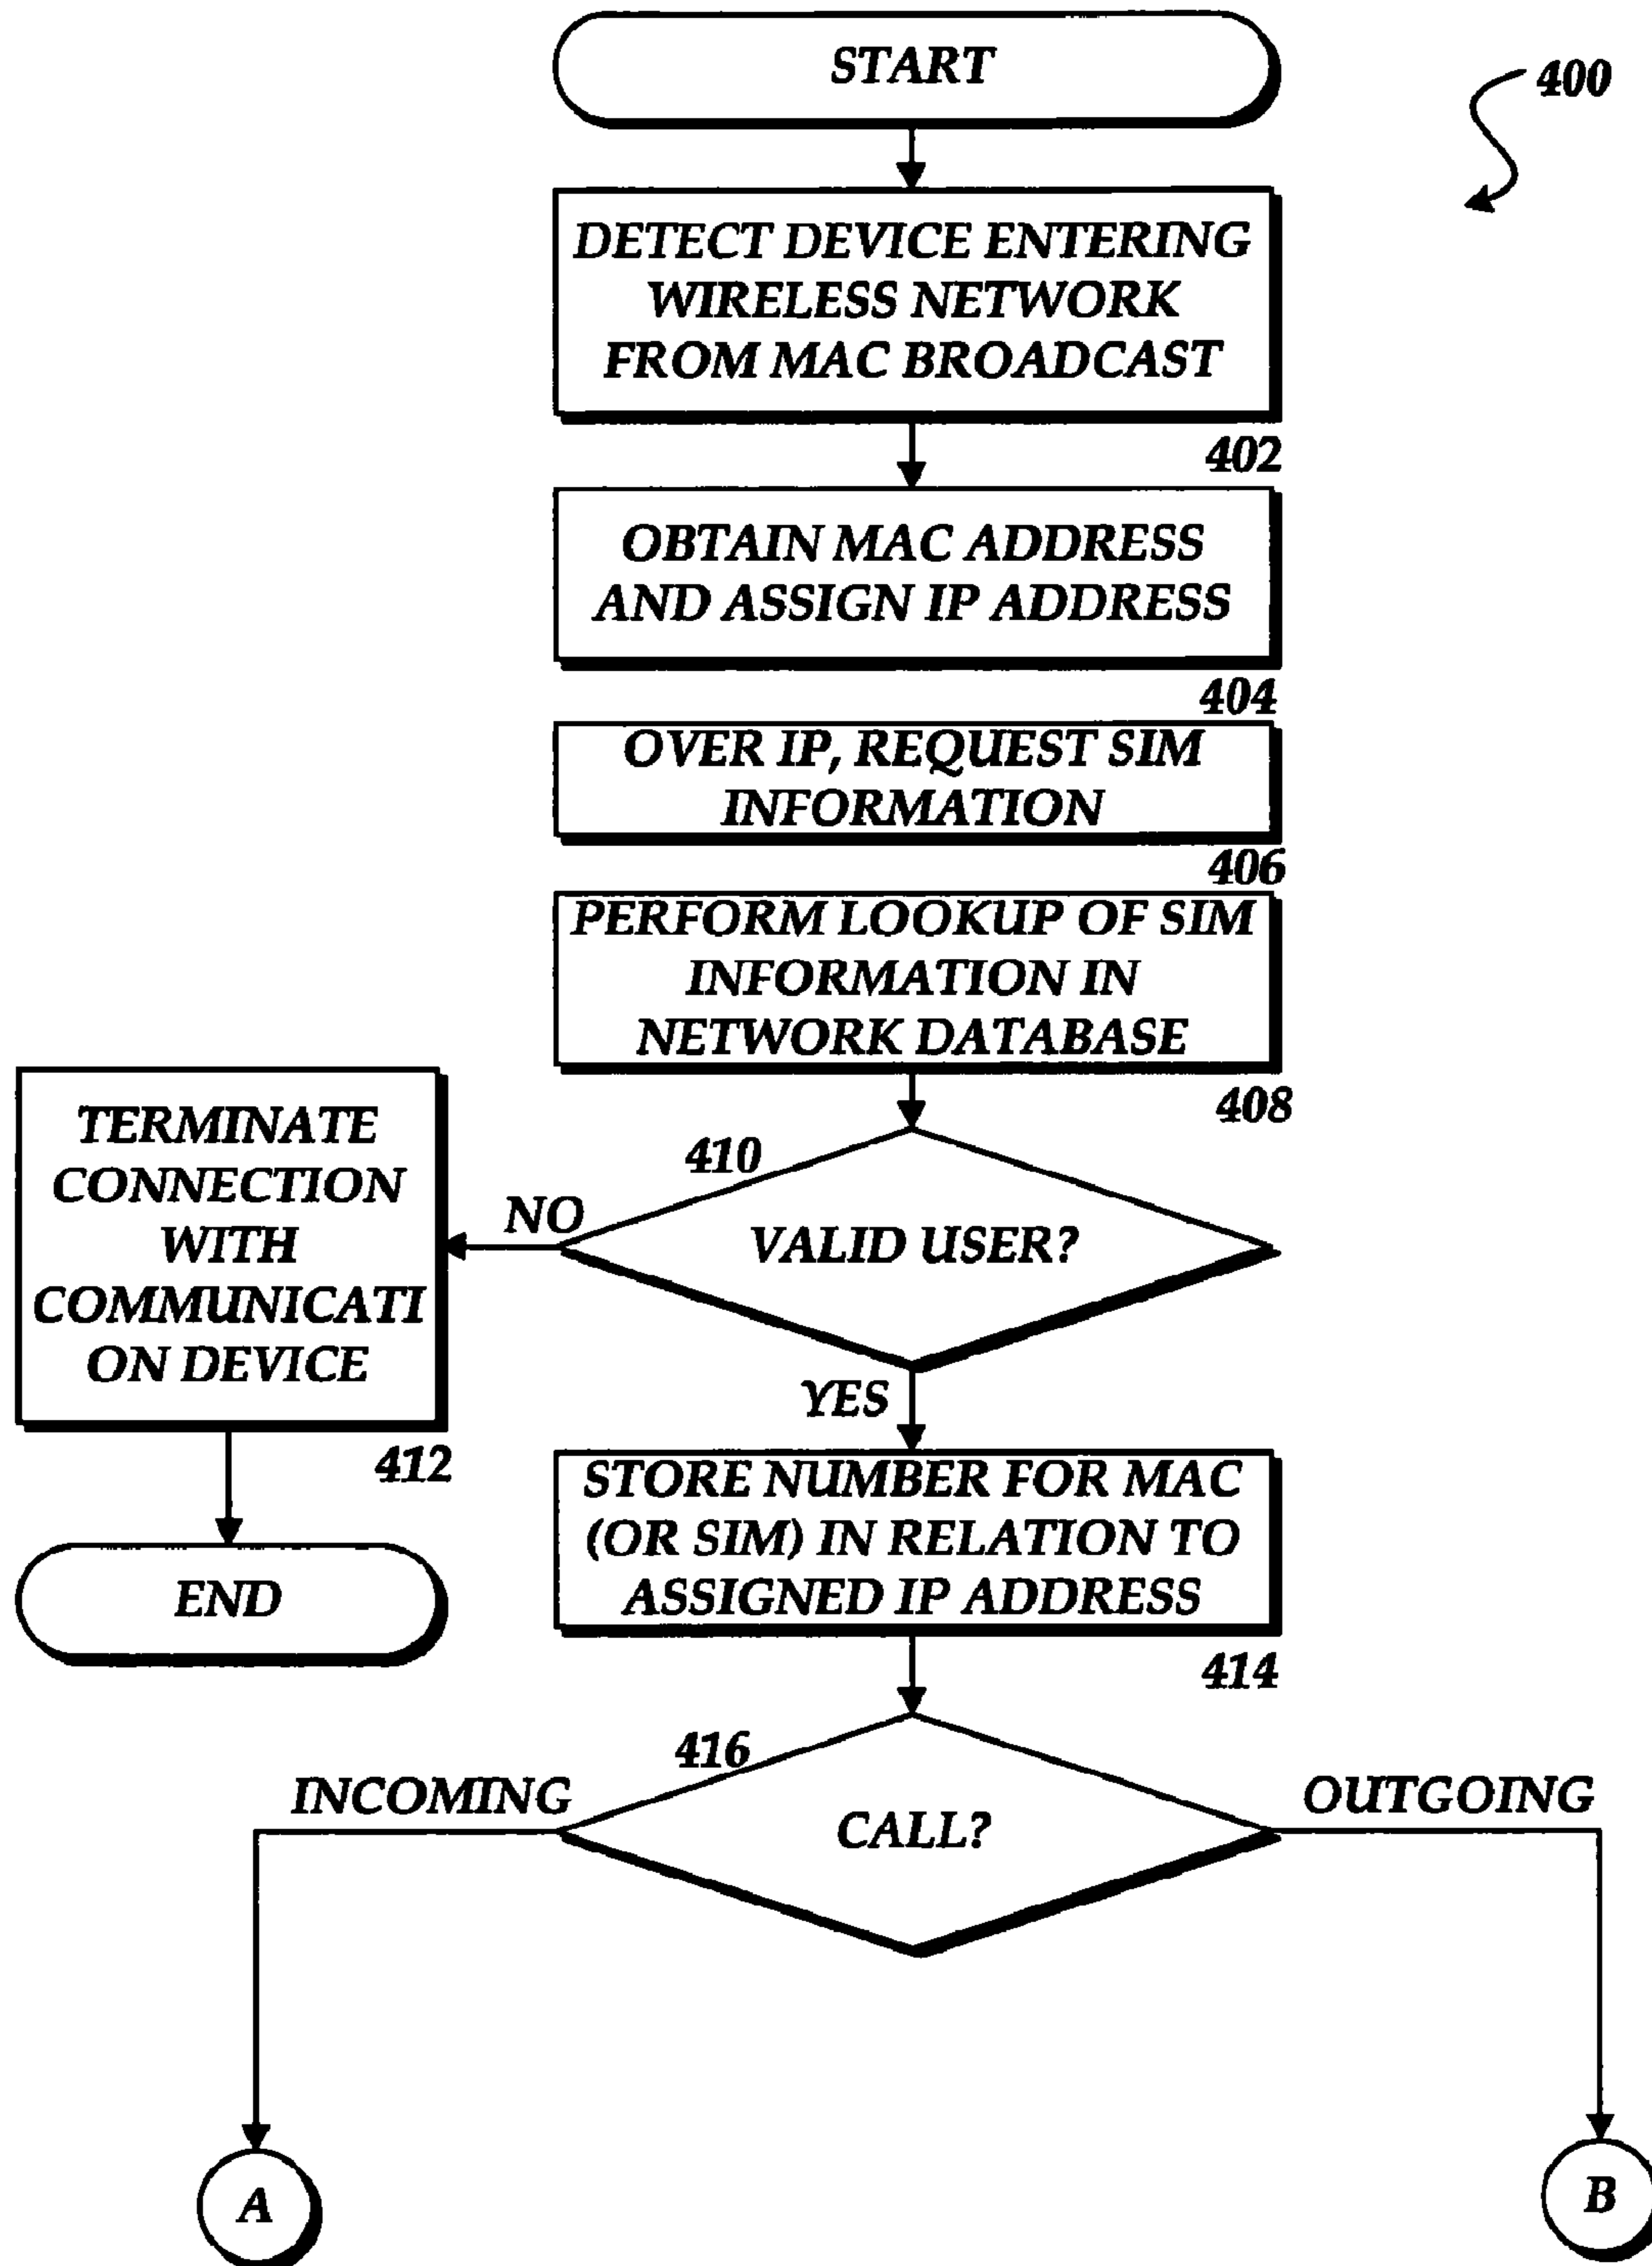 START
400
DETECT DEVICE ENTERING
WIRELESS NETWORK
FROM MAC BROADCAST
402
OBTAIN MAC ADDRESS
AND ASSIGN IP ADDRESS
404
OVER IP, REQUEST SIM
INFORMATION
406
PERFORM LOOKUP OF SIM
INFORMATION IN
NETWORK DATABASE
408
410
VALID USER?
NO
TERMINATE
CONNECTION
WITH
COMMUNICATI
ON DEVICE
412
END
YES
STORE NUMBER FOR MAC
(OR SIM) IN RELATION TO
ASSIGNED IP ADDRESS
414
416
CALL?
INCOMING
OUTGOING
A
B